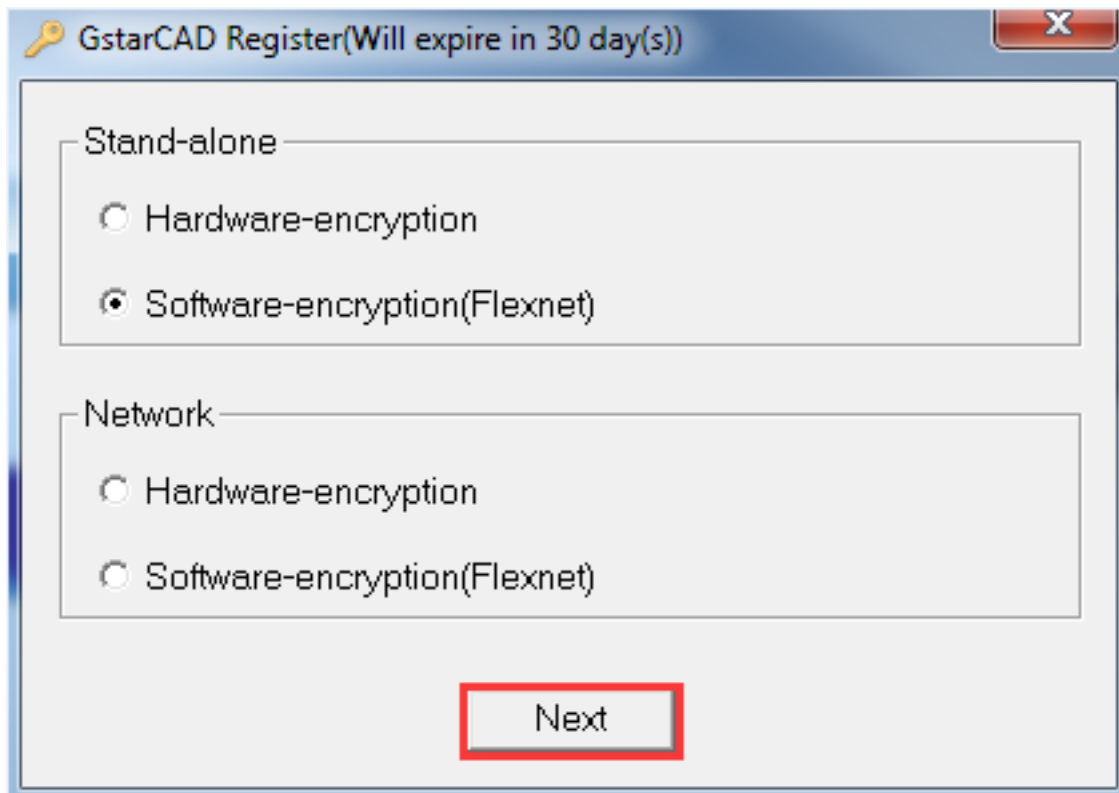 GstarCAD Register(Will expire in 30 day(s))
Stand-alone
Hardware-encryption
Software-encryption(Flexnet)
Network
Hardware-encryption
Software-encryption(Flexnet)
Next